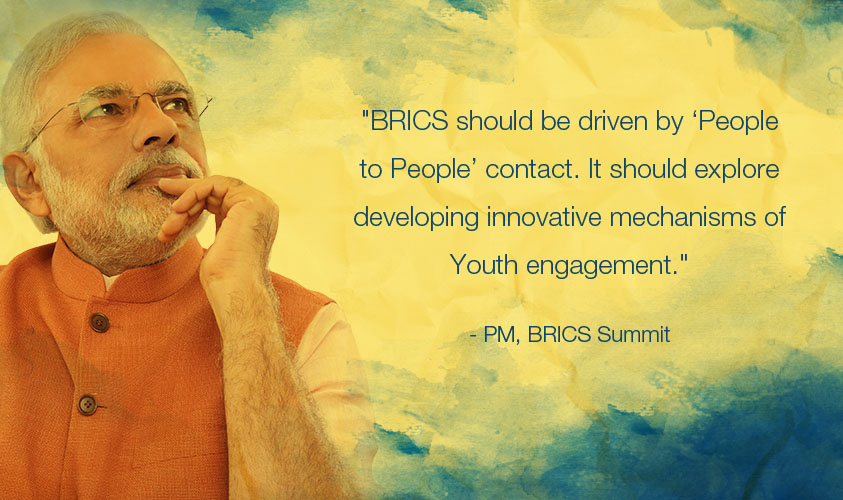 "BRICS should be driven by ‘People
to People’ contact. It should explore
developing innovative mechanisms of
Youth engagement."
- PM, BRICS Summit